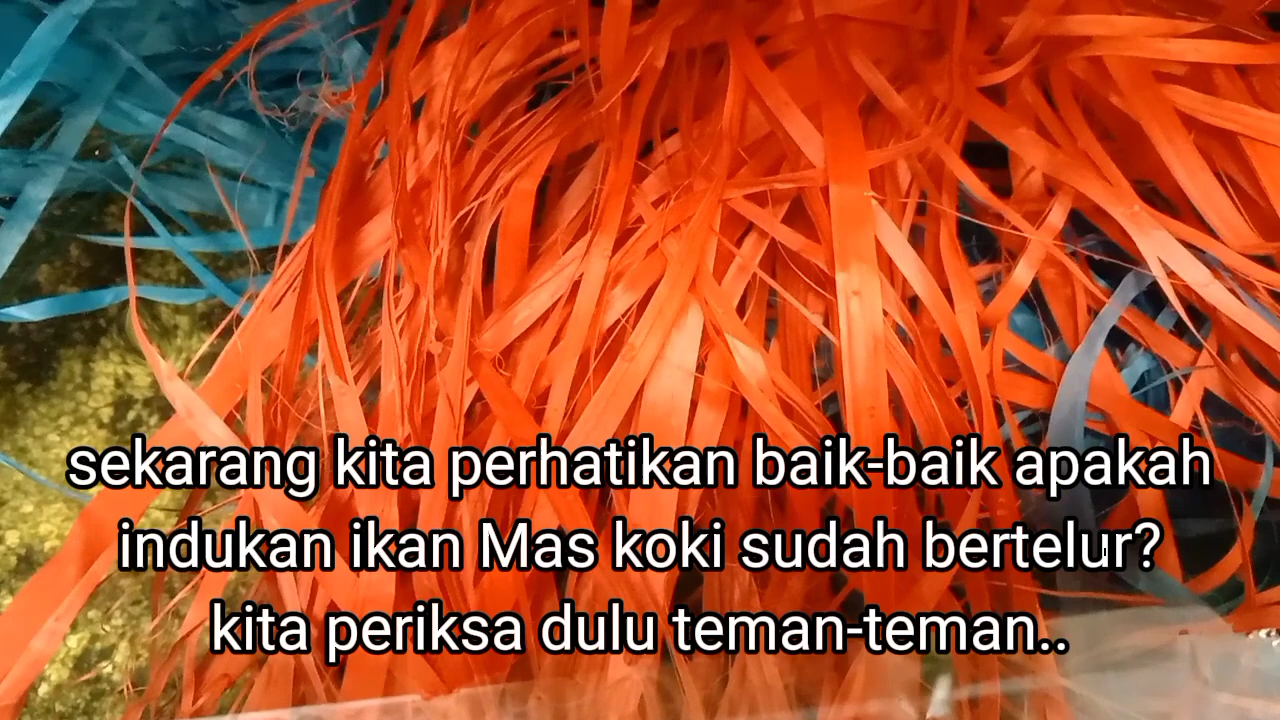 sekarang kita perhatikan baik-baik apakah
indukan ikan Mas koki sudah bertelur?
kita periksa dulu teman-teman..